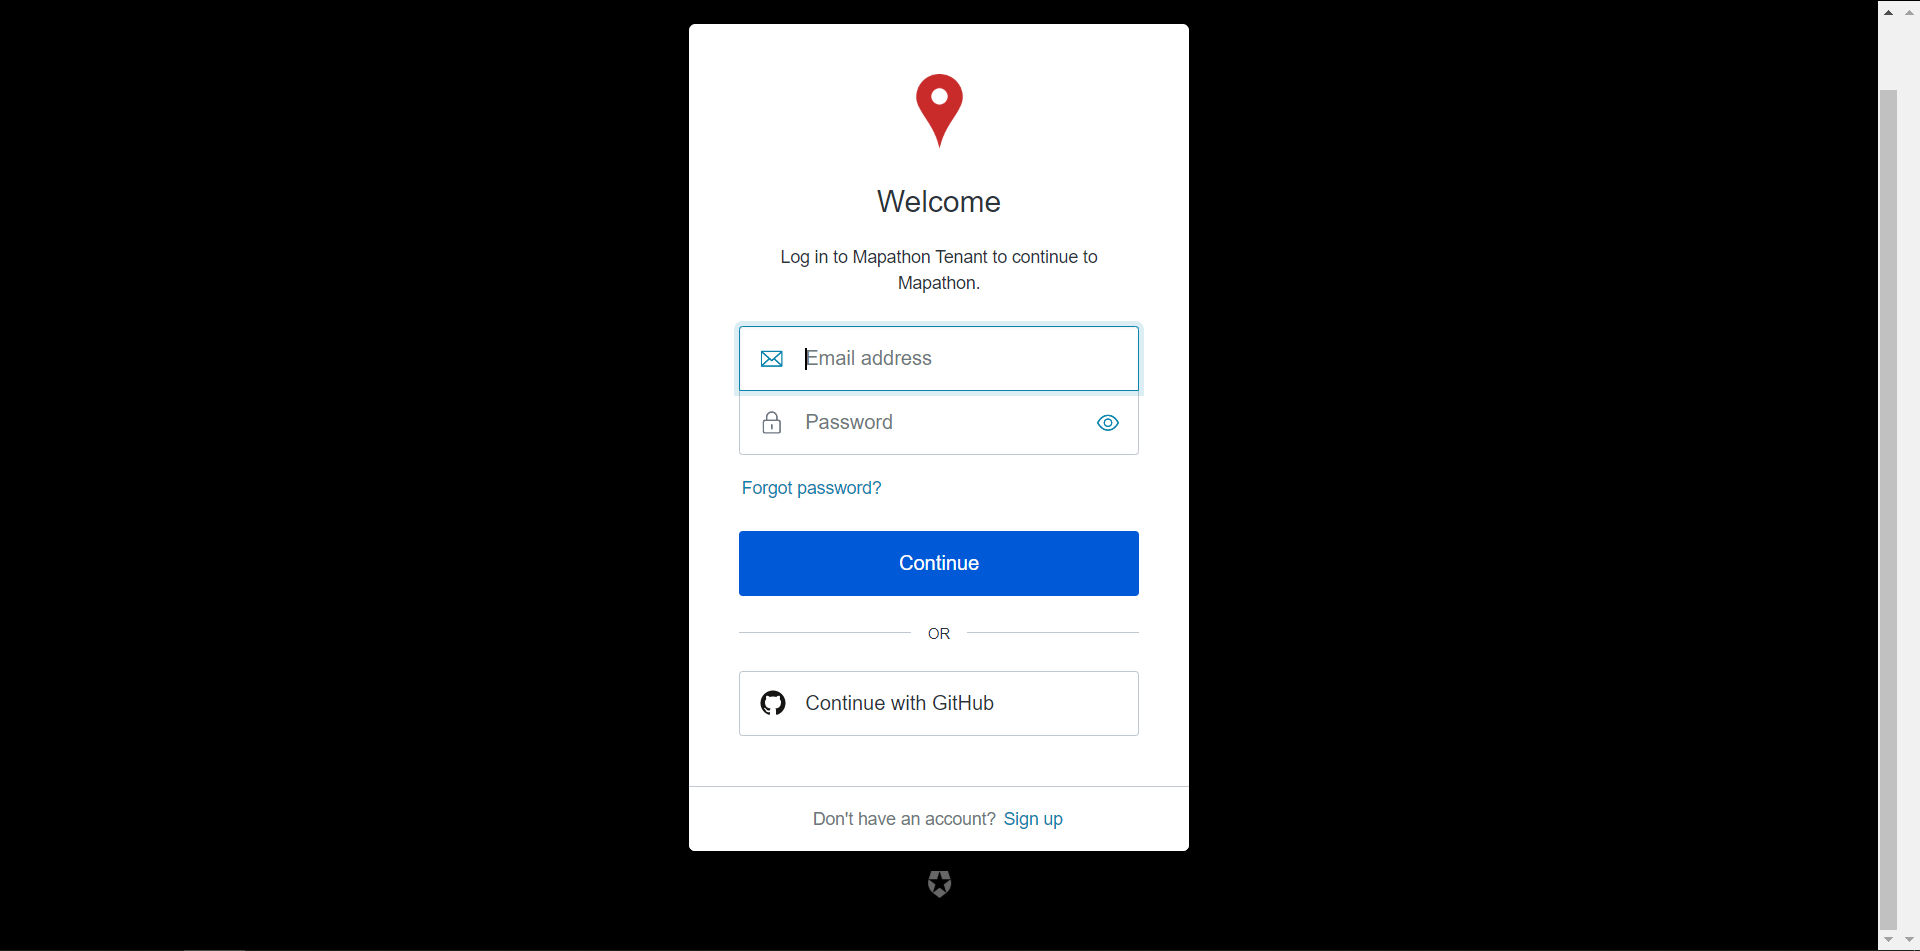 Welcome
Log in to Mapathon Tenant to continue to
Mapathon.
Email address
Password
Forgot password?
Continue
OR
Continue with GitHub
Don't have an account? Sign up